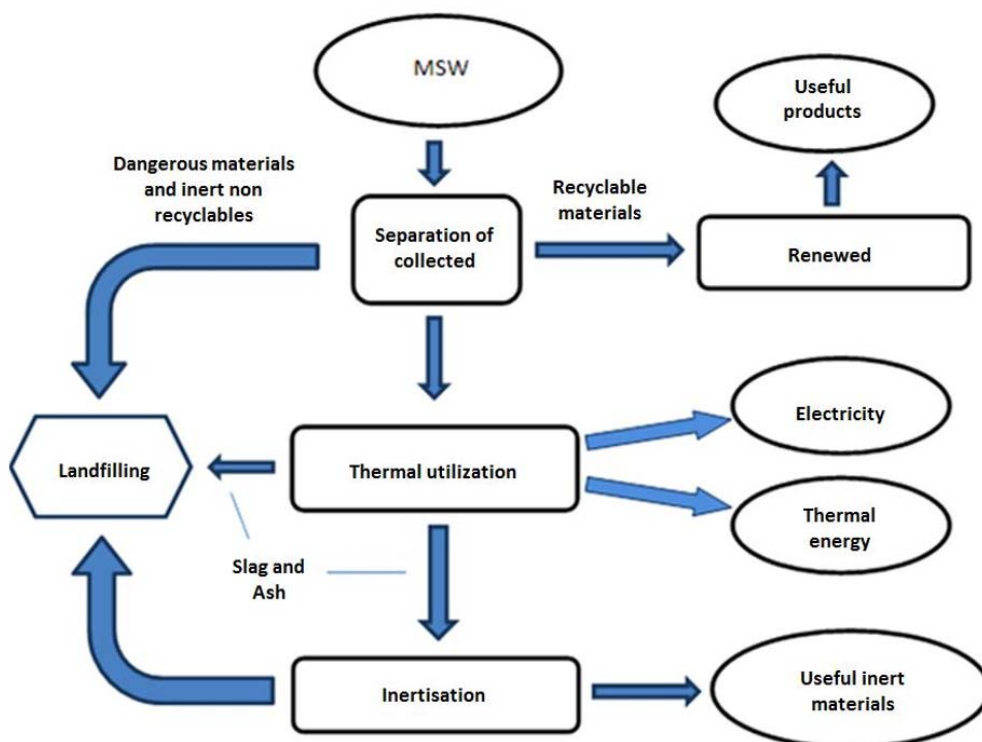 MSW
Useful
products
Dangerous materials
and inert non
recyclables
Recyclable
materials
Separation of
collected
Renewed
Electricity
Landfilling
Thermal utilization
Thermal
energy
Slag and
Ash
Inertisation
Useful inert
materials